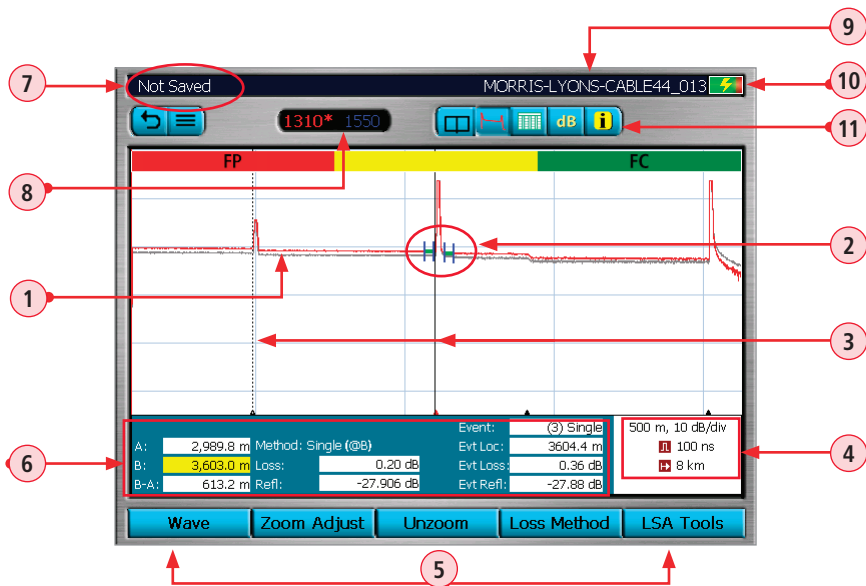 9
7
Not Saved
MORRIS-LYONS-CABLE44_013
10
1310* 1550
dB
i
11
FP
FC
8
2
1
3
Event:
(3) Single
500 m, 10 dB/div
A:
2,989.8 m
Method: Single (@B)
Evt Loc:
3604.4 m
100 ns
6
B:
3,603.0 m
Loss:
0.20 dB
Evt Loss:
0.36 dB
8 km
4
B-A:
613.2 m
Refl:
-27.906 dB
Evt Refl:
-27.88 dB
Wave
Zoom Adjust
Unzoom
Loss Method
LSA Tools
5